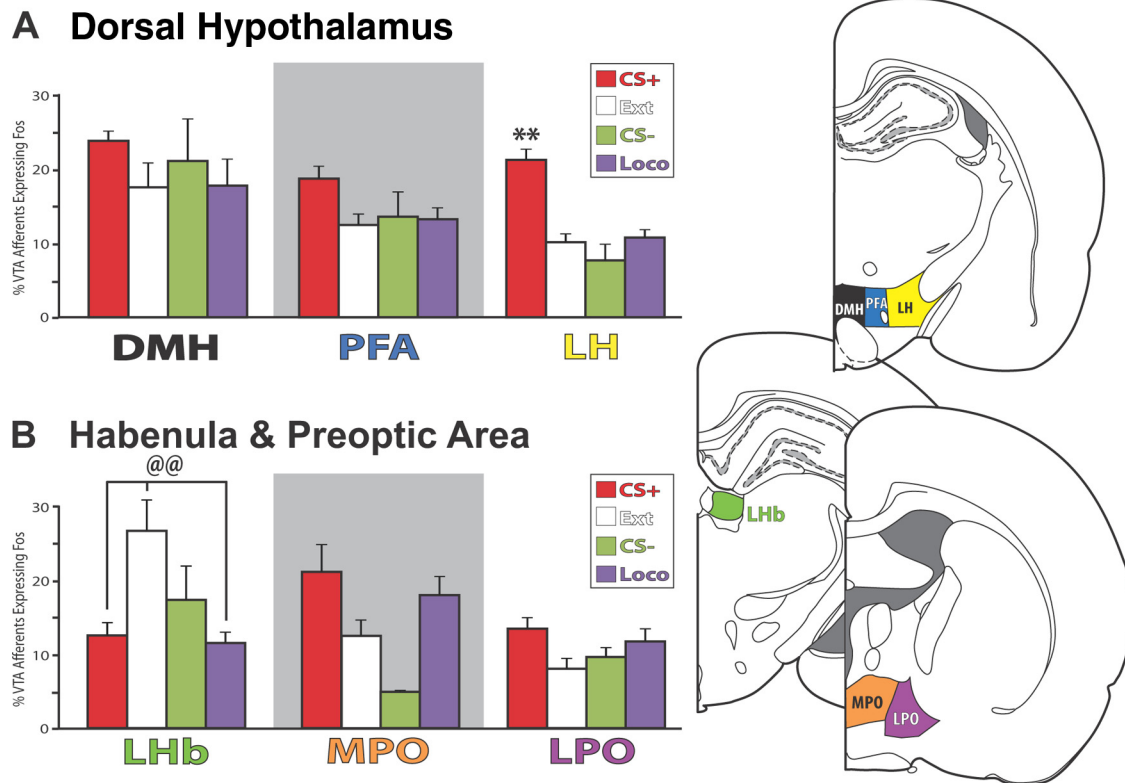 A Dorsal Hypothalamus
% VTA Afferents Expressing Fos
30
20
10
0
**
CS+
Ext
CS-
Loco
DMH
PFA
LH
DMH
PFA
LH
B Habenula & Preoptic Area
@@
% VTA Afferents Expressing Fos
30
20
10
0
CS+
Ext
CS-
Loco
LHb
MPO
LPO
LHb
MPO
LPO